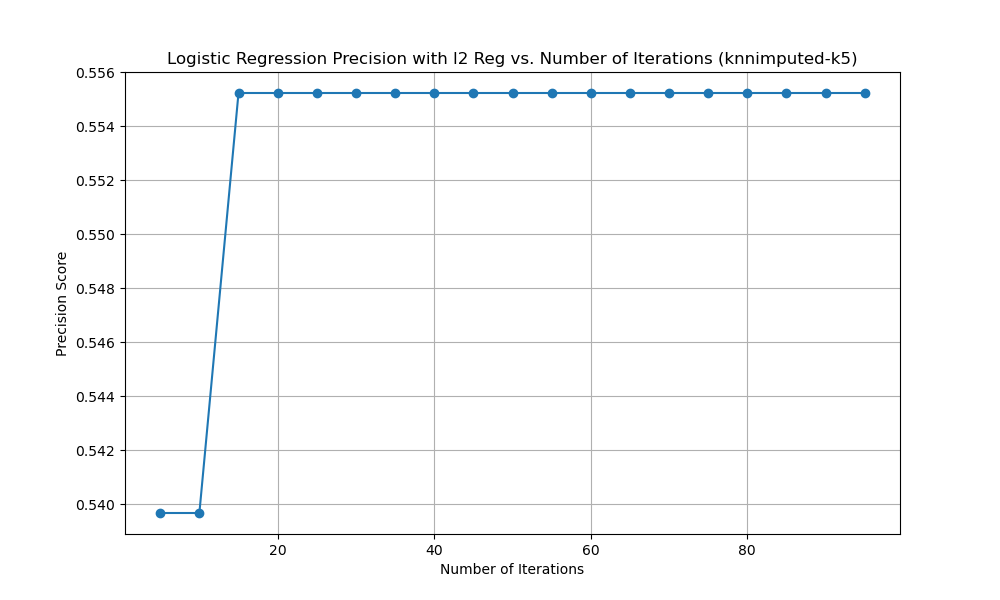 Logistic Regression Precision with l2 Reg vs. Number of Iterations (knnimputed-k5)
0.556
0.554
0.552
0.550
0.548
0.546
0.544
0.542
0.540
Precision Score
20 40 60 80
Number of Iterations